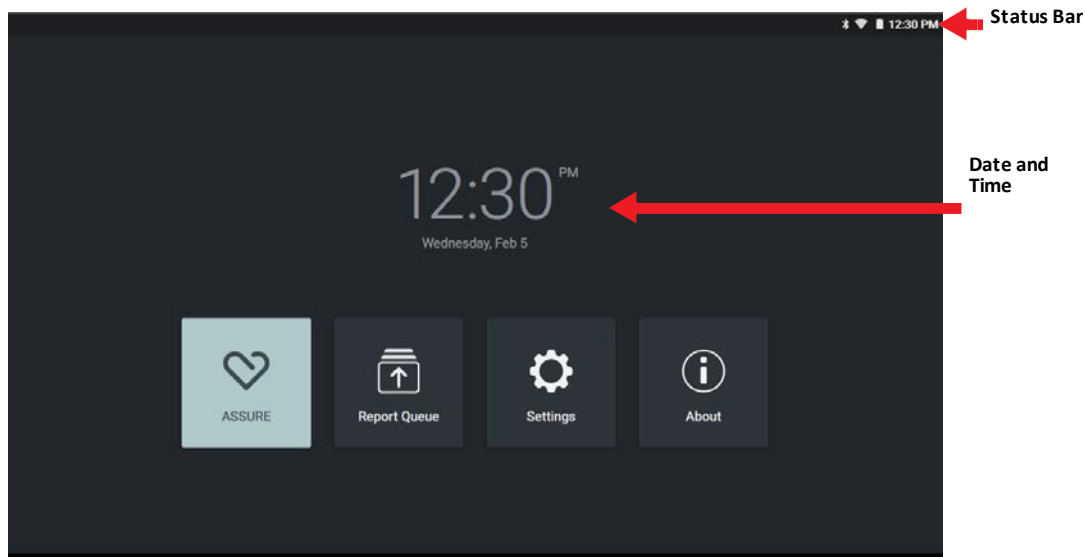 12:30 PM
Status Bar
Date and
Time
12:30 PM
Wednesday, Feb 5
ASSURE
Report Queue
Settings
About